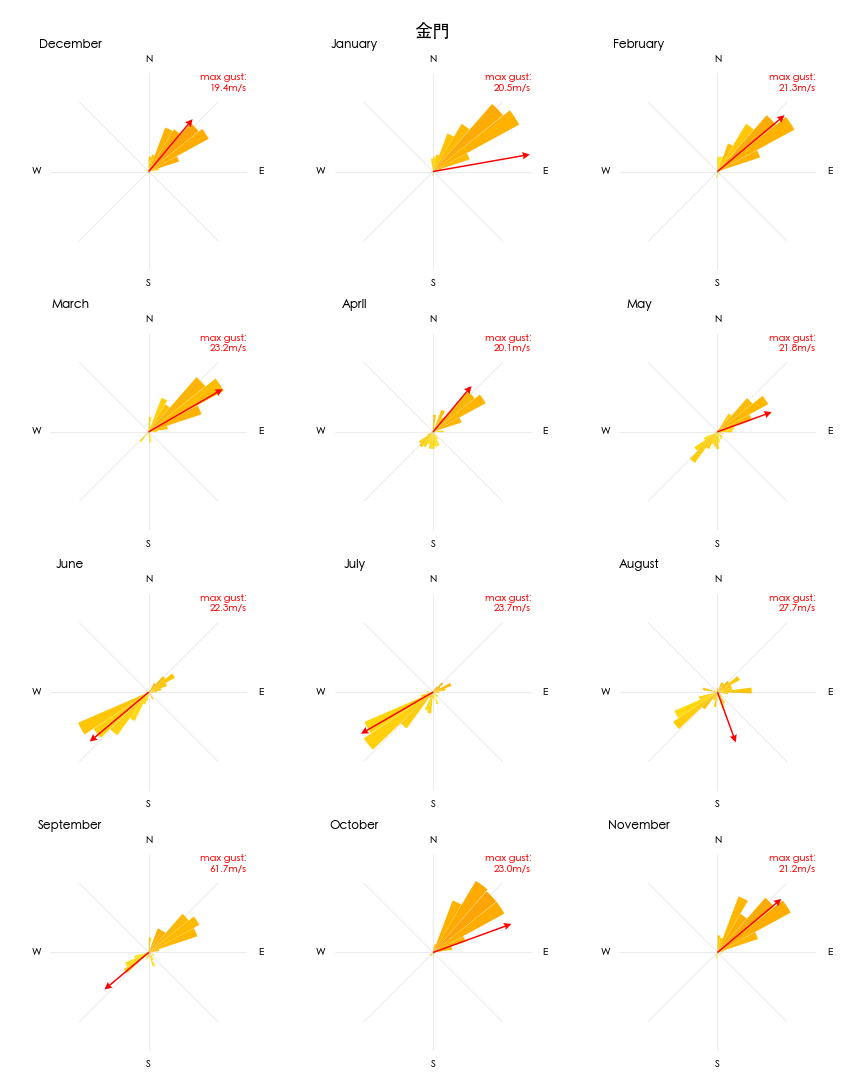 金門
December
N
max gust:
19.4m/s
W
E
S
January
N
max gust:
20.5m/s
W
E
S
February
N
max gust:
21.3m/s
W
E
S
March
N
max gust:
23.2m/s
W
E
S
April
N
max gust:
20.1m/s
W
E
S
May
N
max gust:
21.8m/s
W
E
S
June
N
max gust:
22.3m/s
W
E
S
July
N
max gust:
23.7m/s
W
E
S
August
N
max gust:
27.7m/s
W
E
S
September
N
max gust:
61.7m/s
W
E
S
October
N
max gust:
23.0m/s
W
E
S
November
N
max gust:
21.2m/s
W
E
S